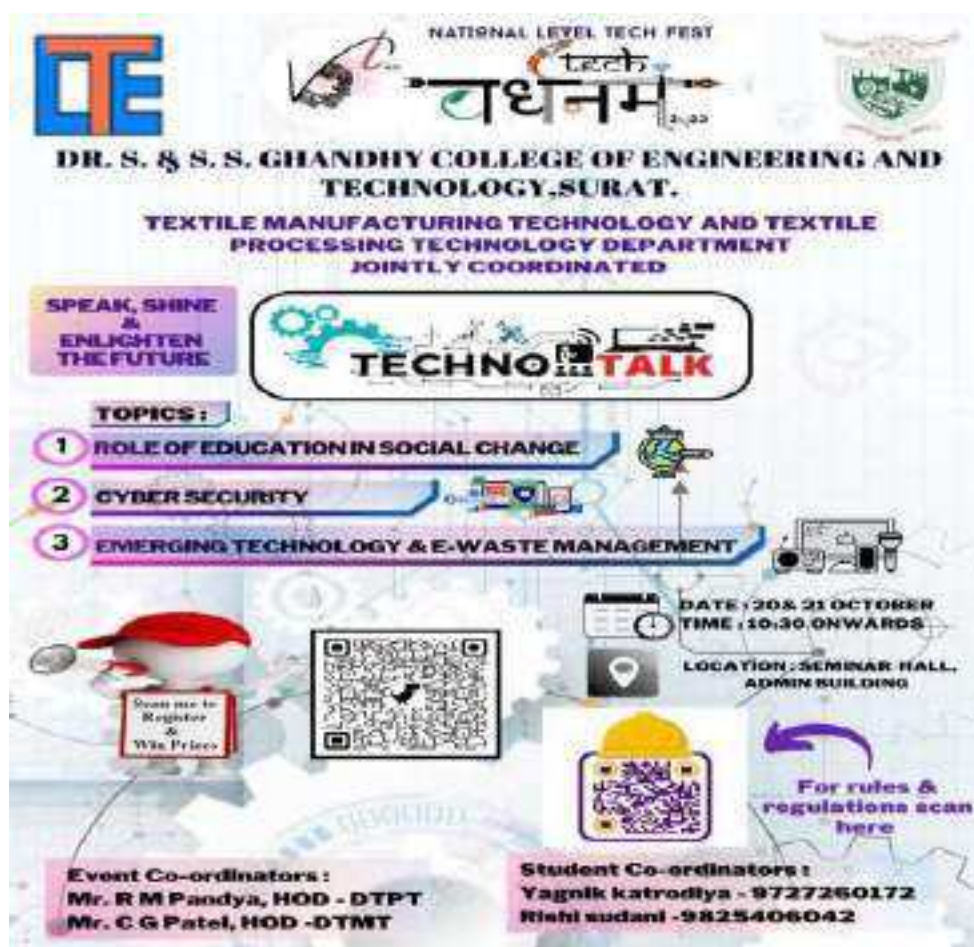 CTE
NATIONAL LEVEL TECH FEST
tech
वर्धनम
DR. S. & S. S. GHANDHY COLLEGE OF ENGINEERING AND
TECHNOLOGY,SURAT.
TEXTILE MANUFACTURING TECHNOLOGY AND TEXTILE
PROCESSING TECHNOLOGY DEPARTMENT
JOINTLY COORDINATED
SPEAK, SHINE
&
ENLIGHTEN
THE FUTURE
TECHNO TALK
TOPICS :
1 ROLE OF EDUCATION IN SOCIAL CHANGE
2 CYBER SECURITY
3 EMERGING TECHNOLOGY & E-WASTE MANAGEMENT
DATE : 20 & 21 OCTOBER
TIME : 10:30 ONWARDS
LOCATION : SEMINAR HALL,
ADMIN BUILDING
Scan me to
Register
&
Win Prizes
For rules &
regulations scan
here
Event Co-ordinators :
Mr. R M Pandya, HOD - DTPT
Mr. C G Patel, HOD -DTMT
Student Co-ordinators :
Yagnik katrodiya - 9727260172
Rishi sudani -9825406042